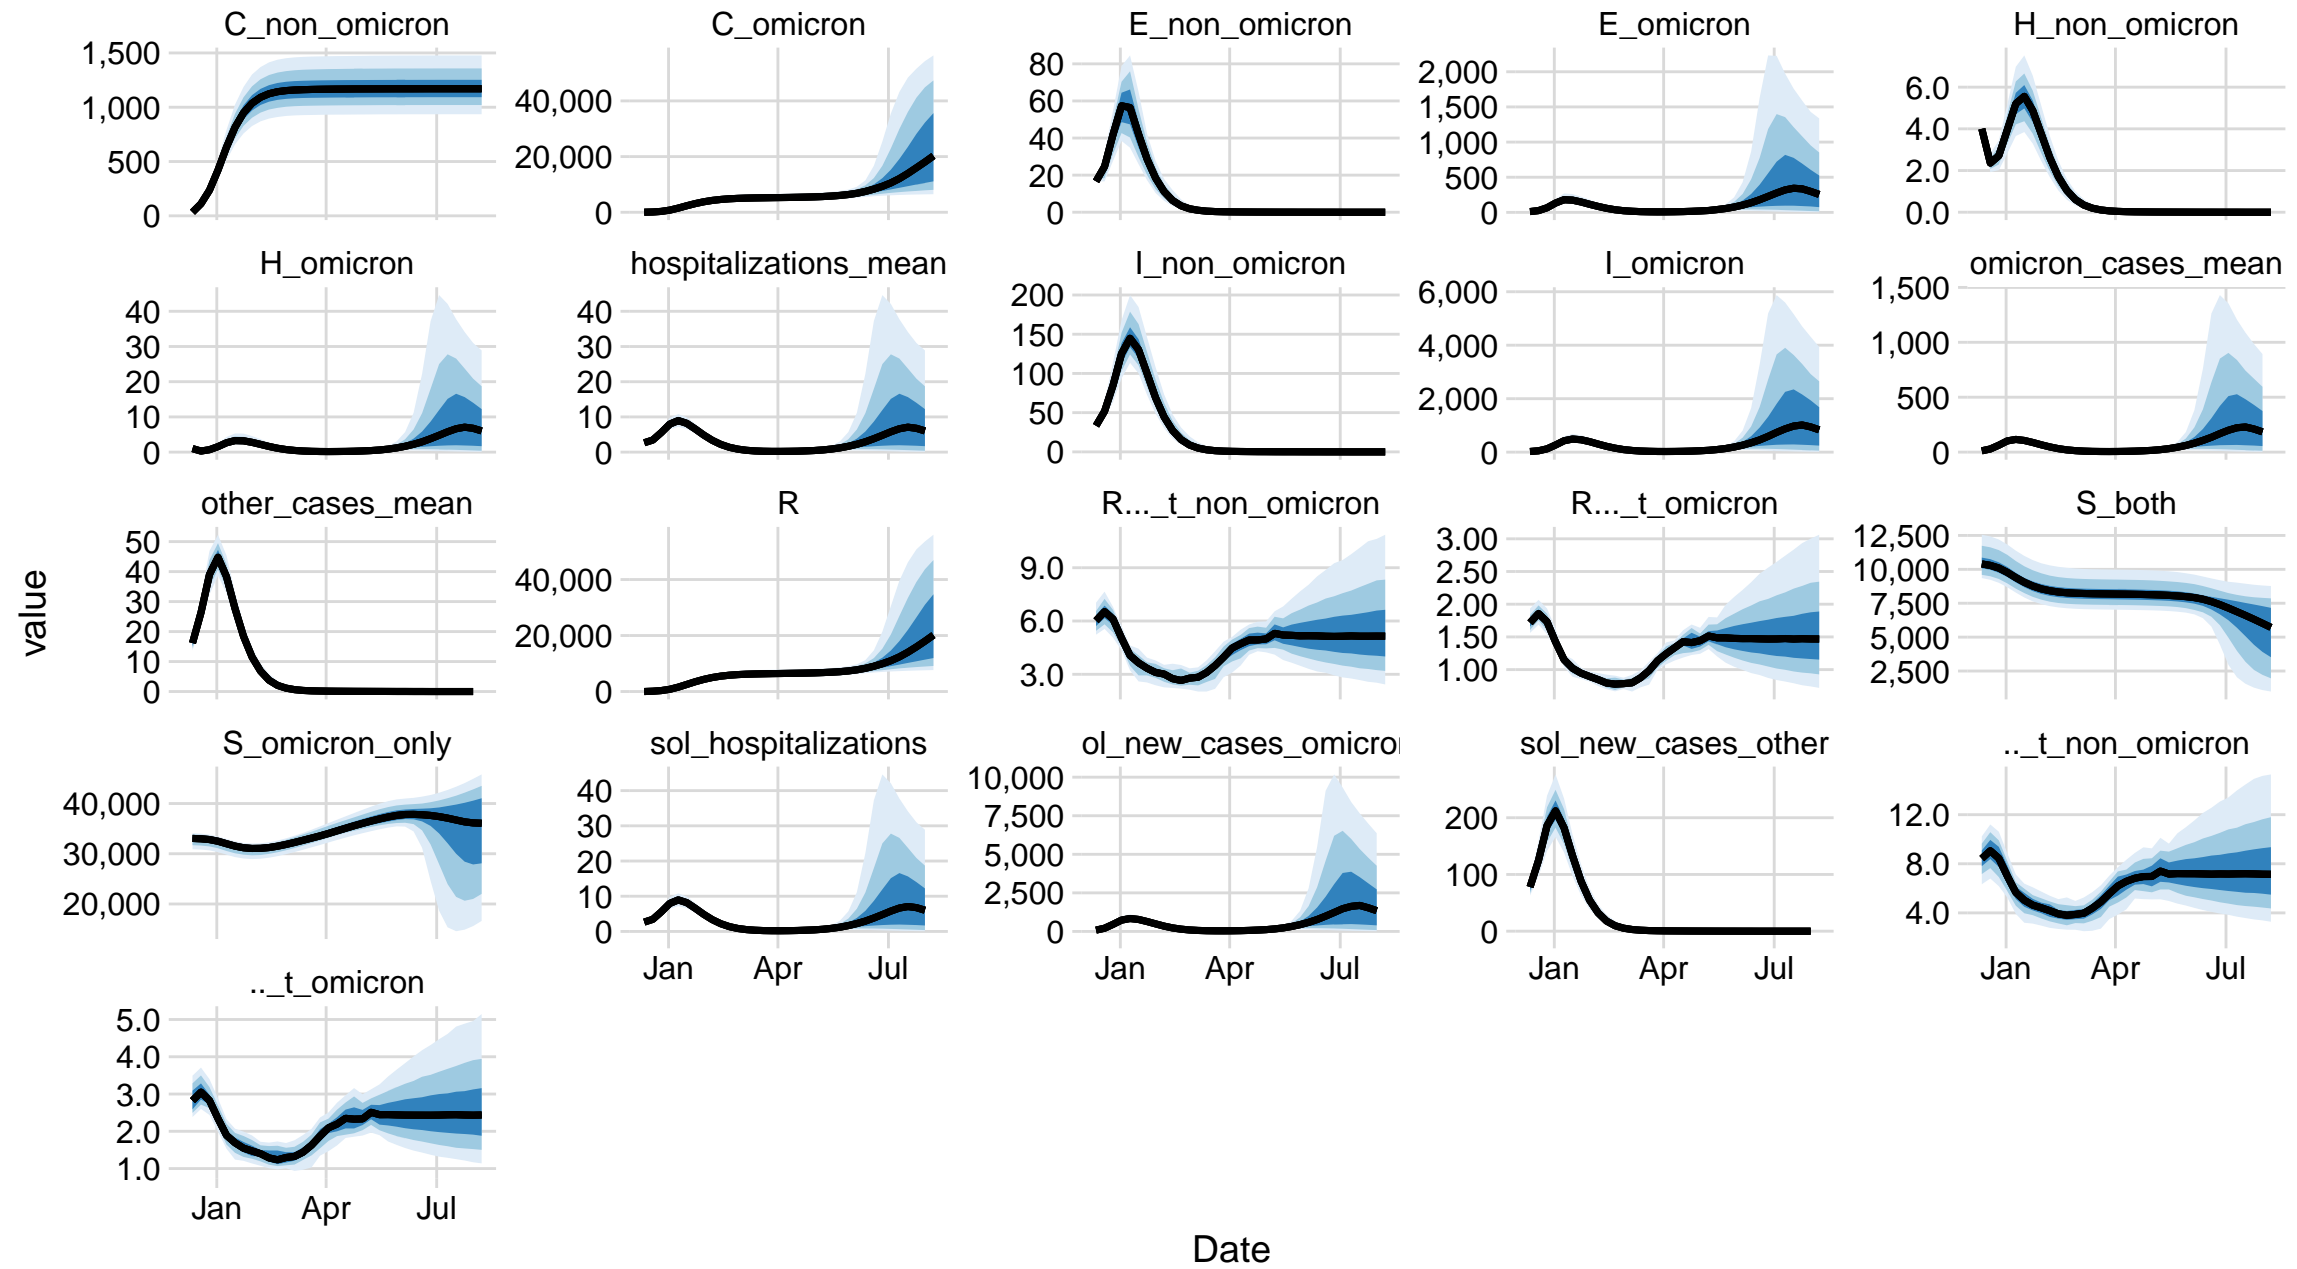 C_non_omicron C_omicron E_non_omicron E_omicron H_non_omicron
1,500 1,000 500 0
40,000 20,000 0
80 60 40 20 0
2,000 1,500 1,000 500 0
6.0 4.0 2.0 0.0
H_omicron hospitalizations_mean I_non_omicron I_omicron omicron_cases_mean
40 30 20 10 0
40 30 20 10 0
200 150 100 50 0
6,000 4,000 2,000 0
1,500 1,000 500 0
other_cases_mean R R..._t_non_omicron R..._t_omicron S_both
50 40 30 20 10 0
40,000 20,000 0
9.0 6.0 3.0
3.00 2.50 2.00 1.50 1.00
12,500 10,000 7,500 5,000 2,500
value
S_omicron_only sol_hospitalizations ol_new_cases_omicro sol_new_cases_other .._t_non_omicron
40,000 30,000 20,000
40 30 20 10 0
10,000 7,500 5,000 2,500 0
200 100 0
12.0 8.0 4.0
Jan Apr Jul Jan Apr Jul Jan Apr Jul Jan Apr Jul
.._t_omicron
5.0 4.0 3.0 2.0 1.0
Jan Apr Jul
Date